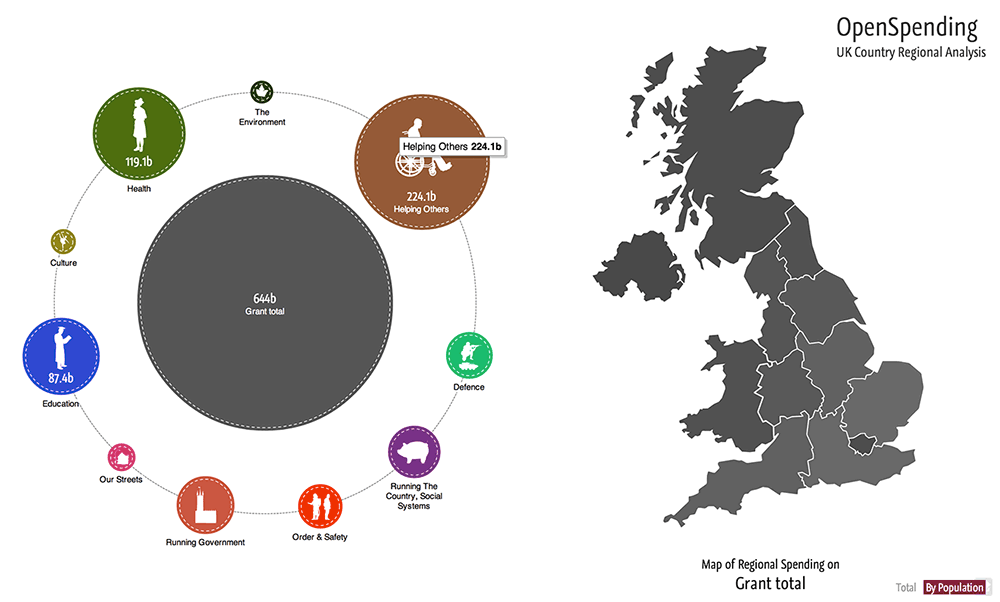 OpenSpending
UK Country Regional Analysis
The
Environment
119.1b
Health
Helping Others 224.1b
224.1b
Helping Others
Culture
644b
Grant total
87.4b
Education
Defence
Our Streets
Running The
Country, Social
Systems
Running Government
Order & Safety
Map of Regional Spending on
Grant total
Total By Population